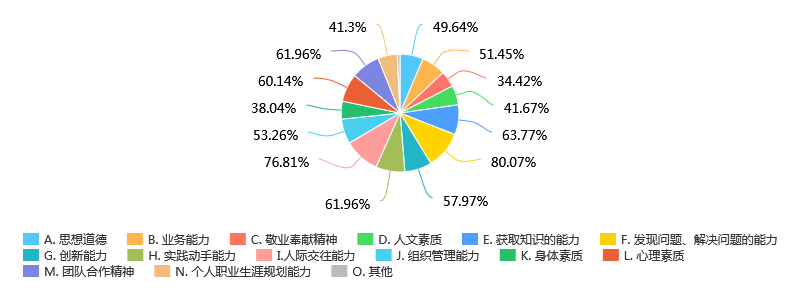 41.3%
49.64%
61.96%
51.45%
60.14%
34.42%
38.04%
41.67%
53.26%
63.77%
76.81%
80.07%
61.96%
57.97%
A. 思想道德
B. 业务能力
C. 敬业奉献精神
D. 人文素质
E. 获取知识的能力
F. 发现问题、解决问题的能力
G. 创新能力
H. 实践动手能力
I.人际交往能力
J. 组织管理能力
K. 身体素质
L. 心理素质
M. 团队合作精神
N. 个人职业生涯规划能力
O. 其他